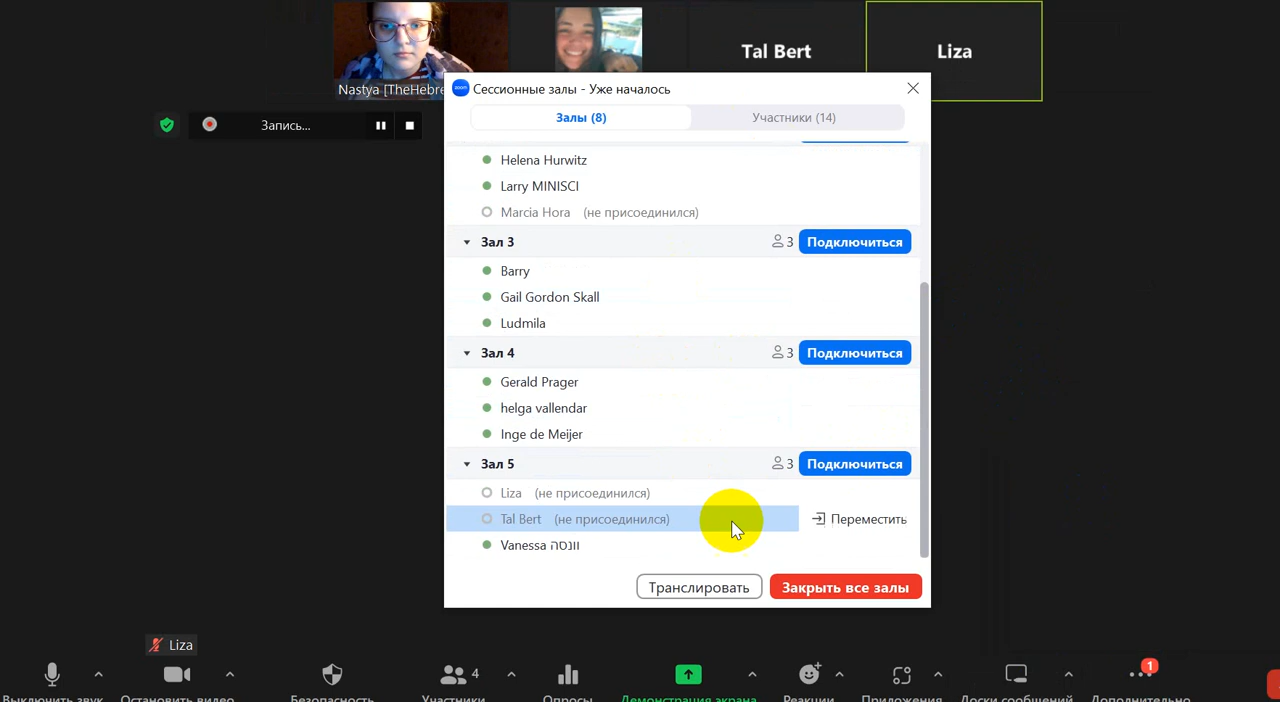 Tal Bert
Liza
Nastya [TheHebre
zoom
Сессионные залы - Уже началось
Запись...
Залы (8)
Участники (14)
Helena Hurwitz
Larry MINISCI
Marcia Hora (не присоединился)
Зал 3
3
Подключиться
Barry
Gail Gordon Skall
Ludmila
Зал 4
3
Подключиться
Gerald Prager
helga vallendar
Inge de Meijer
Зал 5
3
Подключиться
Liza (не присоединился)
Tal Bert (не присоединился)
Переместить
Vanessa וונסה
Транслировать
Закрыть все залы
Liza
4
1
Выключить звук
Остановить видео
Безопасность
Участники
Опросы
Демонстрация экрана
Реакции
Приложения
Доски сообщений
Дополнительно